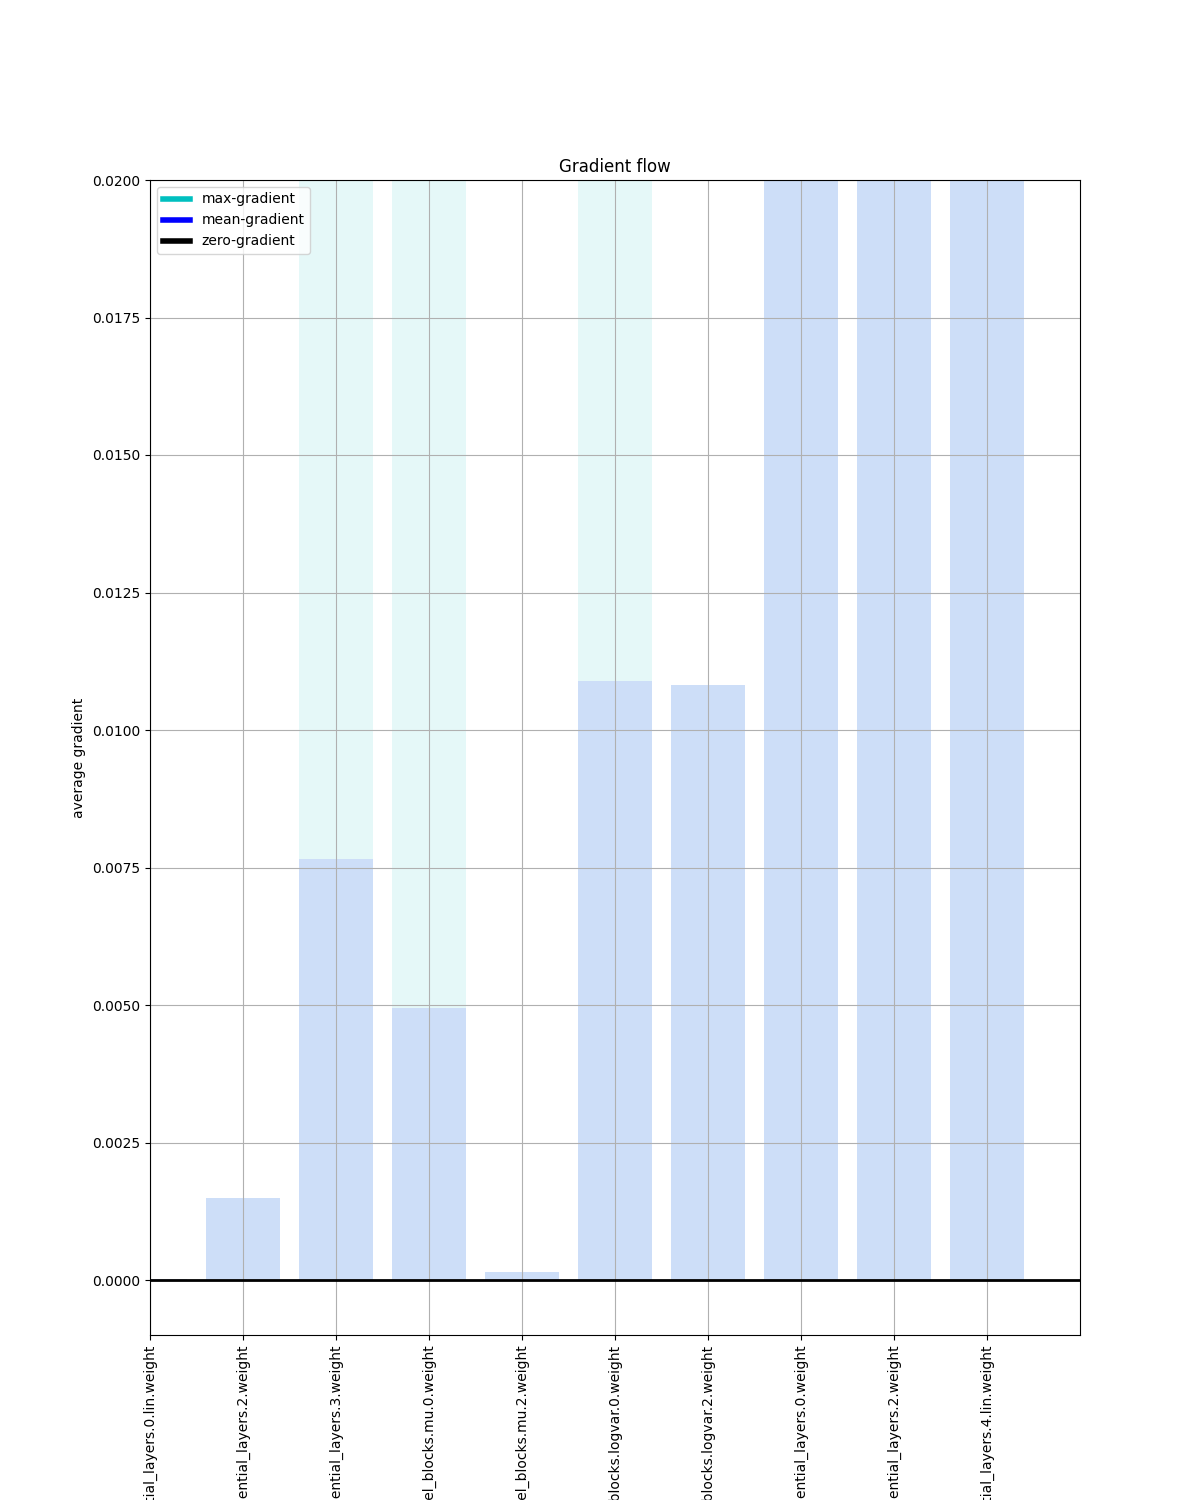 Gradient flow
max-gradient
mean-gradient
zero-gradient
0.0200
0.0175
0.0150
0.0125
0.0100
0.0075
0.0050
0.0025
0.0000
average gradient
tial_layers.0.lin.weight
ential_layers.2.weight
ential_layers.3.weight
el_blocks.mu.0.weight
el_blocks.mu.2.weight
blocks.logvar.0.weight
blocks.logvar.2.weight
ential_layers.0.weight
ential_layers.2.weight
tial_layers.4.lin.weight